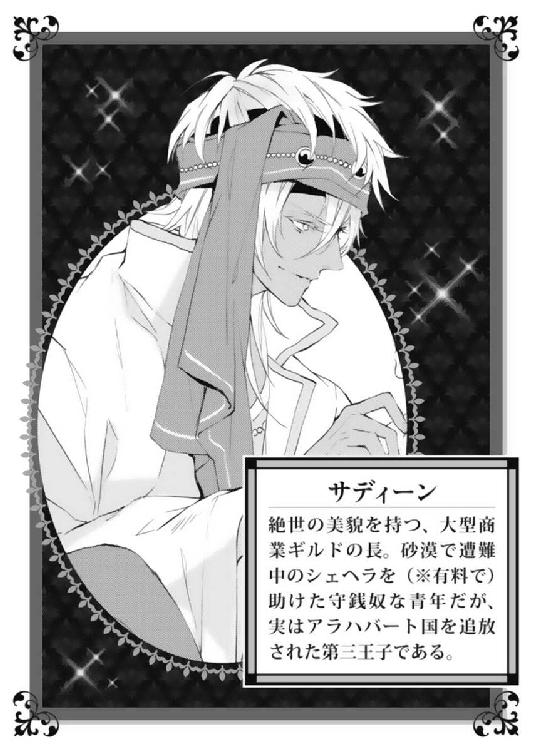 サディーン
絶世の美貌を持つ、大型商
業ギルドの長。砂漠で遭難
中のシェヘラを（※有料で）
助けた守銭奴な青年だが、
実はアラハバート国を追放
された第三王子である。